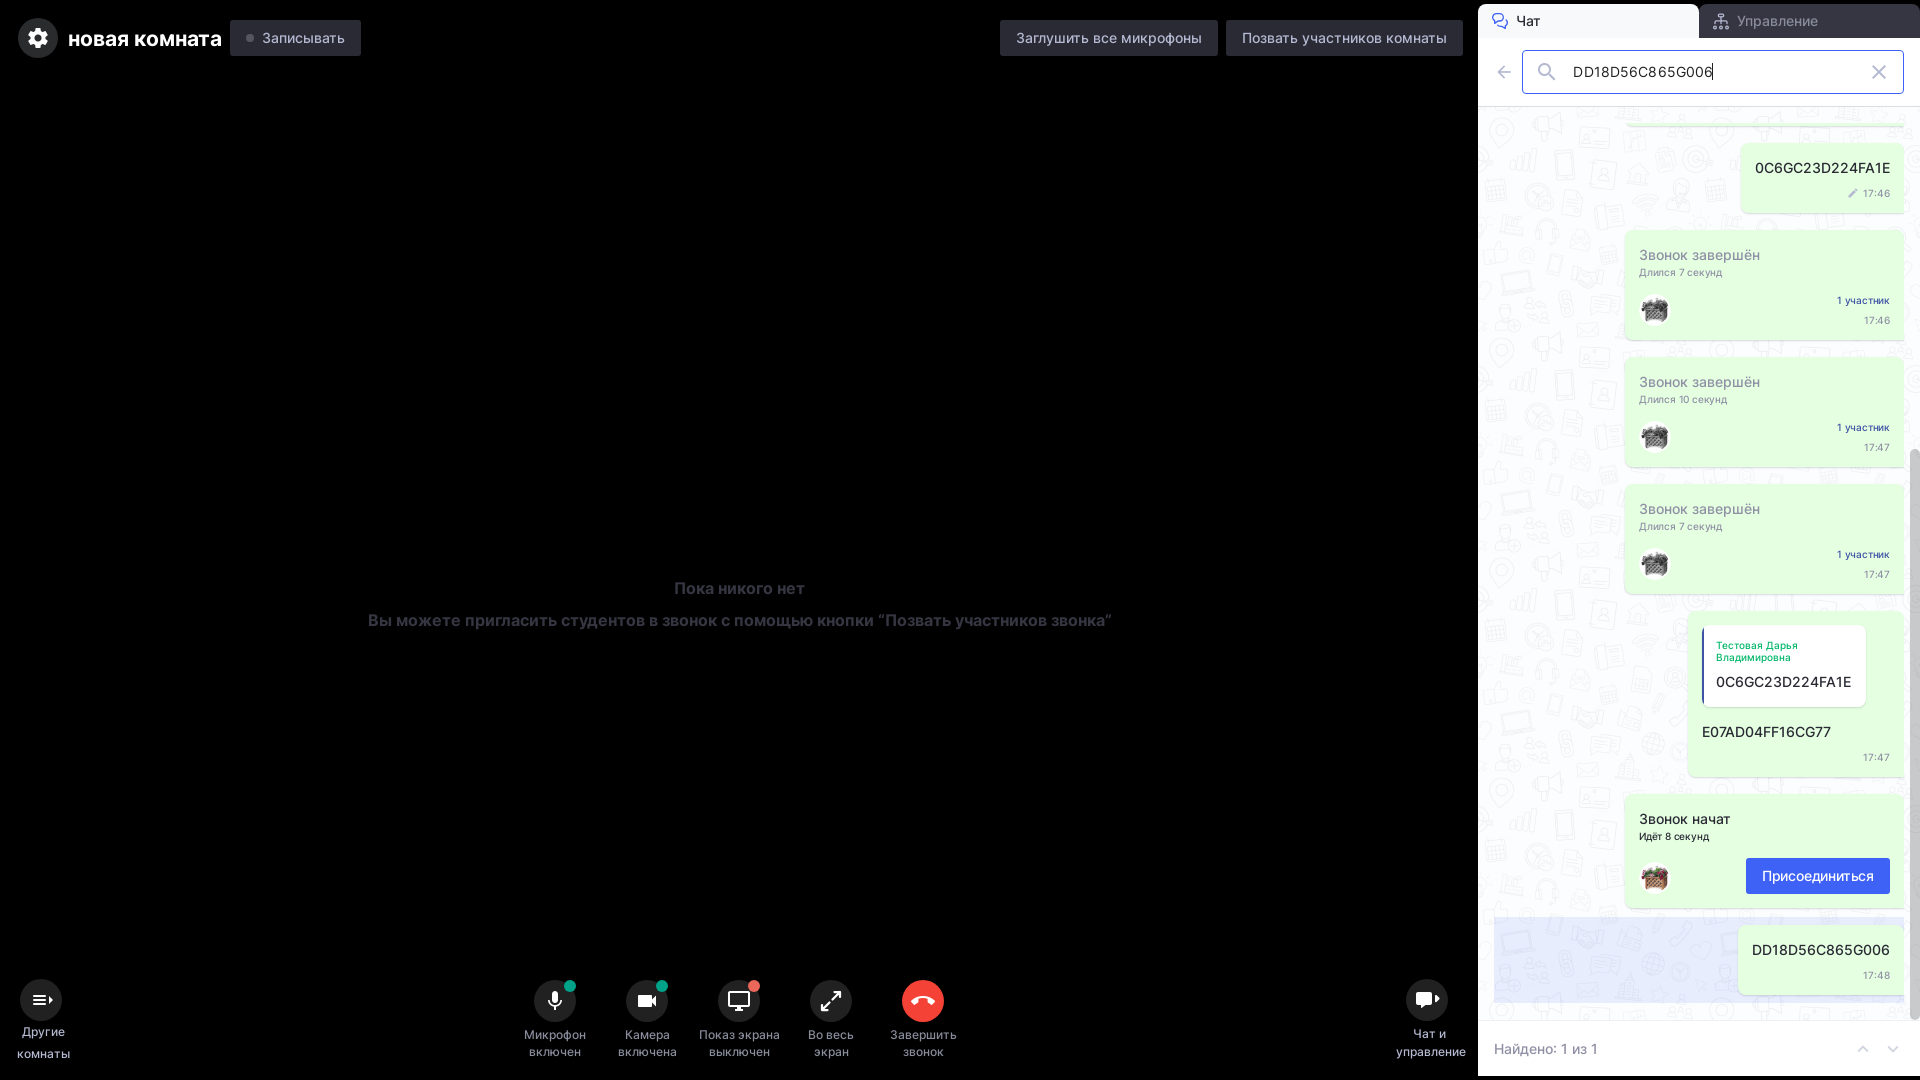 новая комната
Записывать
Заглушить все микрофоны
Позвать участников комнаты
Чат
Управление
DD18D56C865G006
0C6GC23D224FA1E
17:46
Звонок завершён
Длился 7 секунд
1 участник
17:46
Звонок завершён
Длился 10 секунд
1 участник
17:47
Звонок завершён
Длился 7 секунд
1 участник
17:47
Тестовая Дарья
Владимировна
0C6GC23D224FA1E
E07AD04FF16CG77
17:47
Звонок начат
Идёт 8 секунд
Присоединиться
DD18D56C865G006
17:48
Найдено: 1 из 1
Пока никого нет
Вы можете пригласить студентов в звонок с помощью кнопки “Позвать участников звонка”
Другие
комнаты
Микрофон
включен
Камера
включена
Показ экрана
выключен
Во весь
экран
Завершить
звонок
Чат и
управление